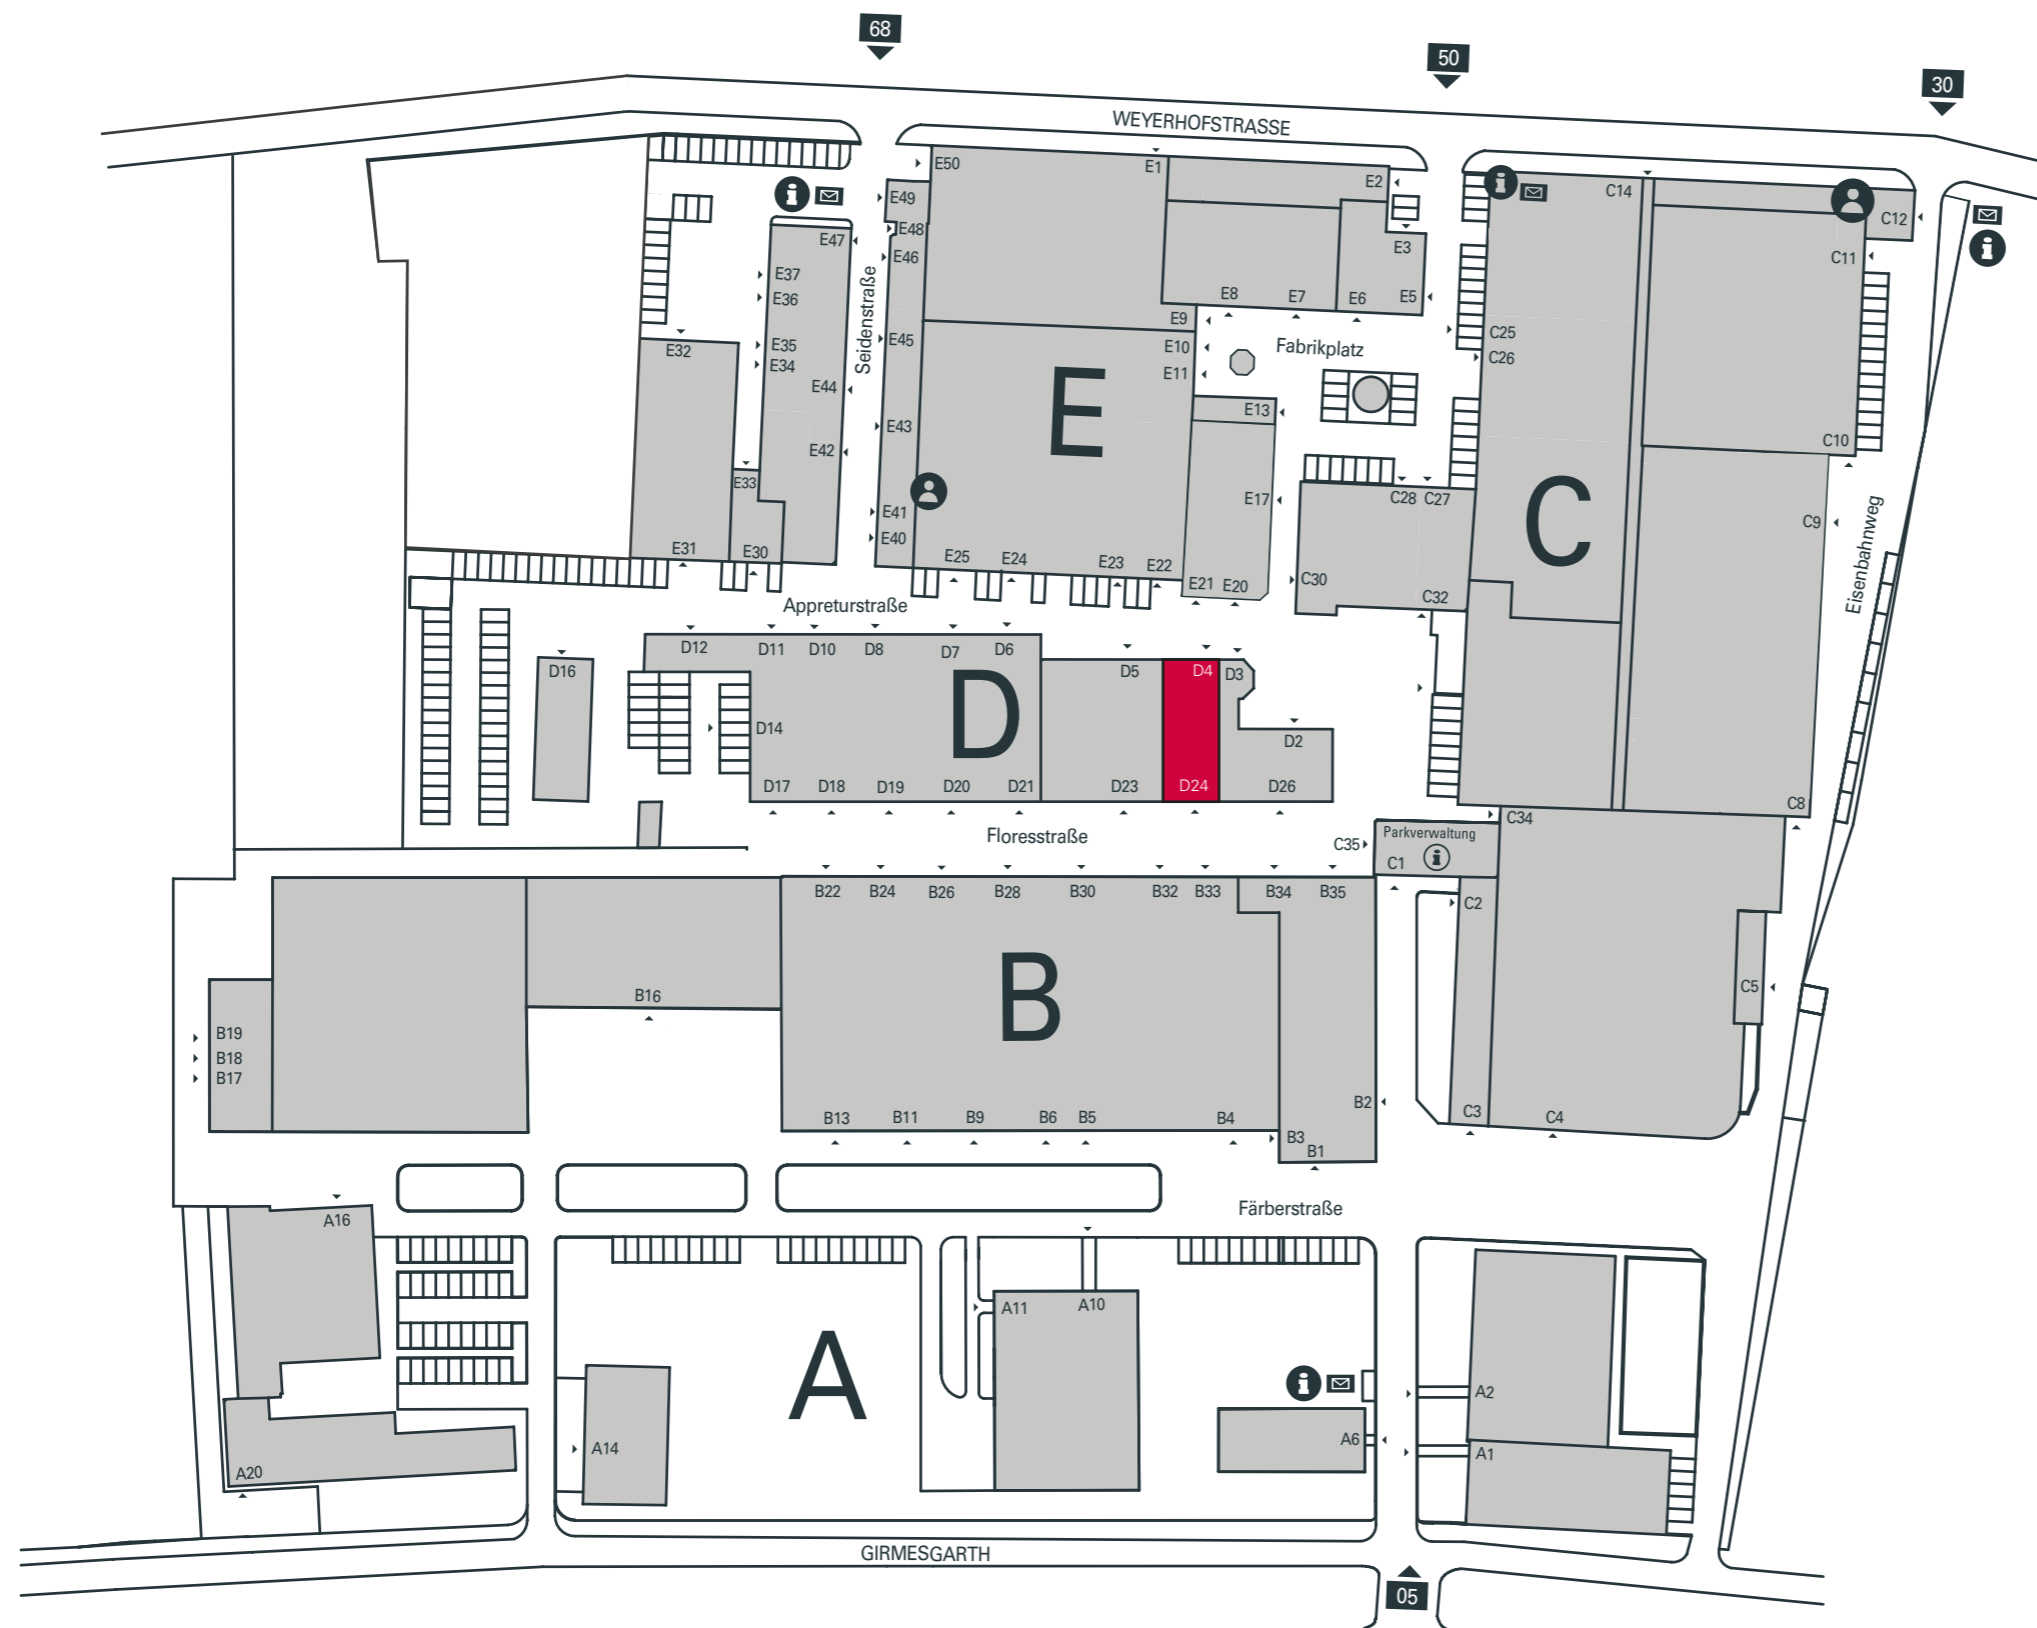 68
50
30
WEYERHOFSTRASSE
E50
E1
E2
C14
C12
E49
E48
E47
E46
E3
C11
E37
E36
E8
E7
E6
E5
E9
Seidenstraße
E45
E10
E11
Fabrikplatz
C25
C26
E32
E35
E34
E44
E
E13
E43
E42
C10
E33
E41
E40
E17
C28
C27
C
C9
Eisenbahnweg
E31
E30
E25
E24
E23
E22
E21
E20
C30
C32
Appreturstraße
D12
D11
D10
D8
D7
D6
D16
D5
D4
D3
D
D14
D2
D17
D18
D19
D20
D21
D23
D24
D26
C8
C34
Floresstraße
C35
Parkverwaltung
C1
B22
B24
B26
B28
B30
B32
B33
B34
B35
C2
B16
B
C5
B19
B18
B17
B13
B11
B9
B6
B5
B4
B3
B1
B2
C3
C4
Färberstraße
A16
A11
A10
A
A2
A14
A6
A1
A20
GIRMESGARTH
05